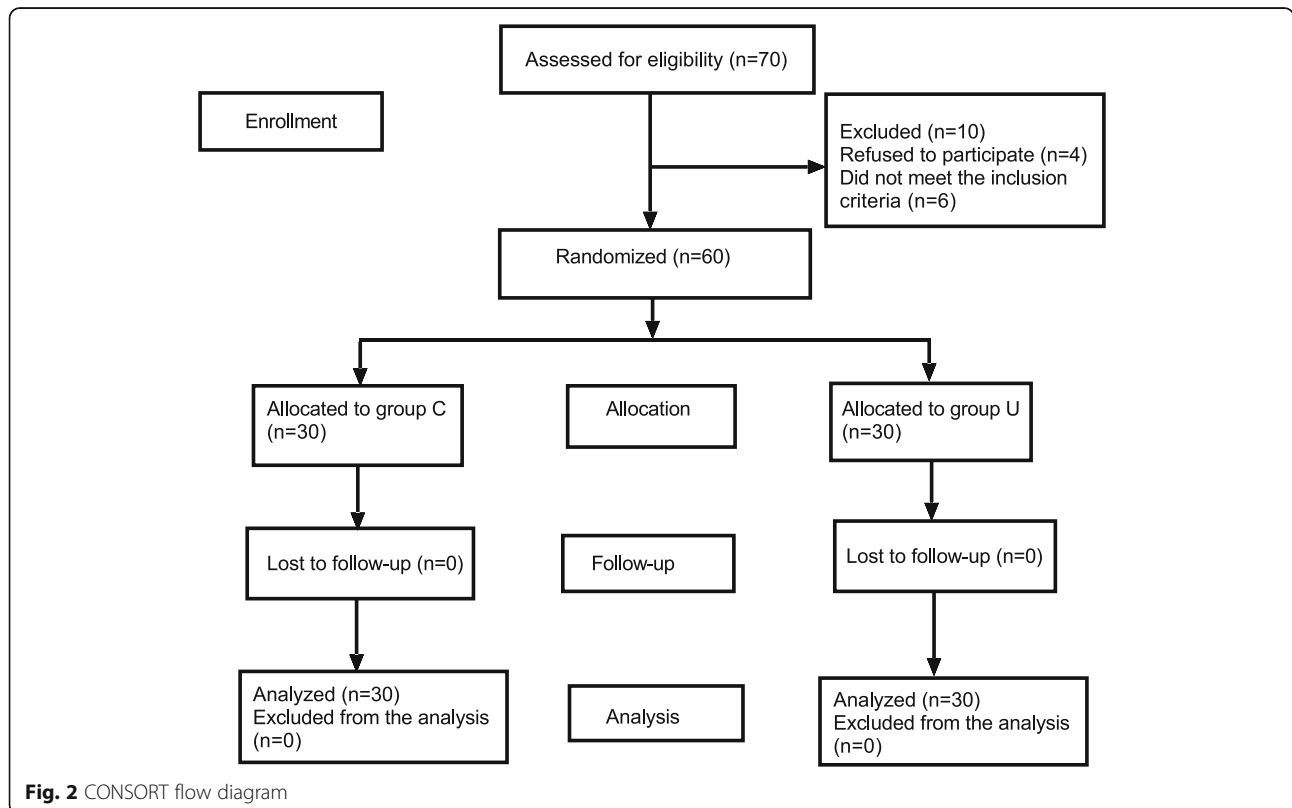 Assessed for eligibility (n=70)
Enrollment
Excluded (n=10)
Refused to participate (n=4)
Did not meet the inclusion
criteria (n=6)
Randomized (n=60)
Allocated to group C
(n=30)
Allocation
Allocated to group U
(n=30)
Lost to follow-up (n=0)
Follow-up
Lost to follow-up (n=0)
Analyzed (n=30)
Excluded from the analysis
(n=0)
Analysis
Analyzed (n=30)
Excluded from the analysis
(n=0)
Fig. 2 CONSORT flow diagram